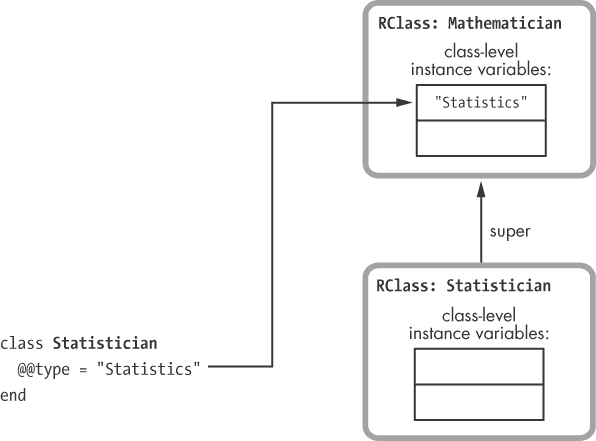 RClass: Mathematician
class-level
instance variables:
"Statistics"
super
RClass: Statistician
class-level
instance variables:
class Statistician
@@type = "Statistics"
end